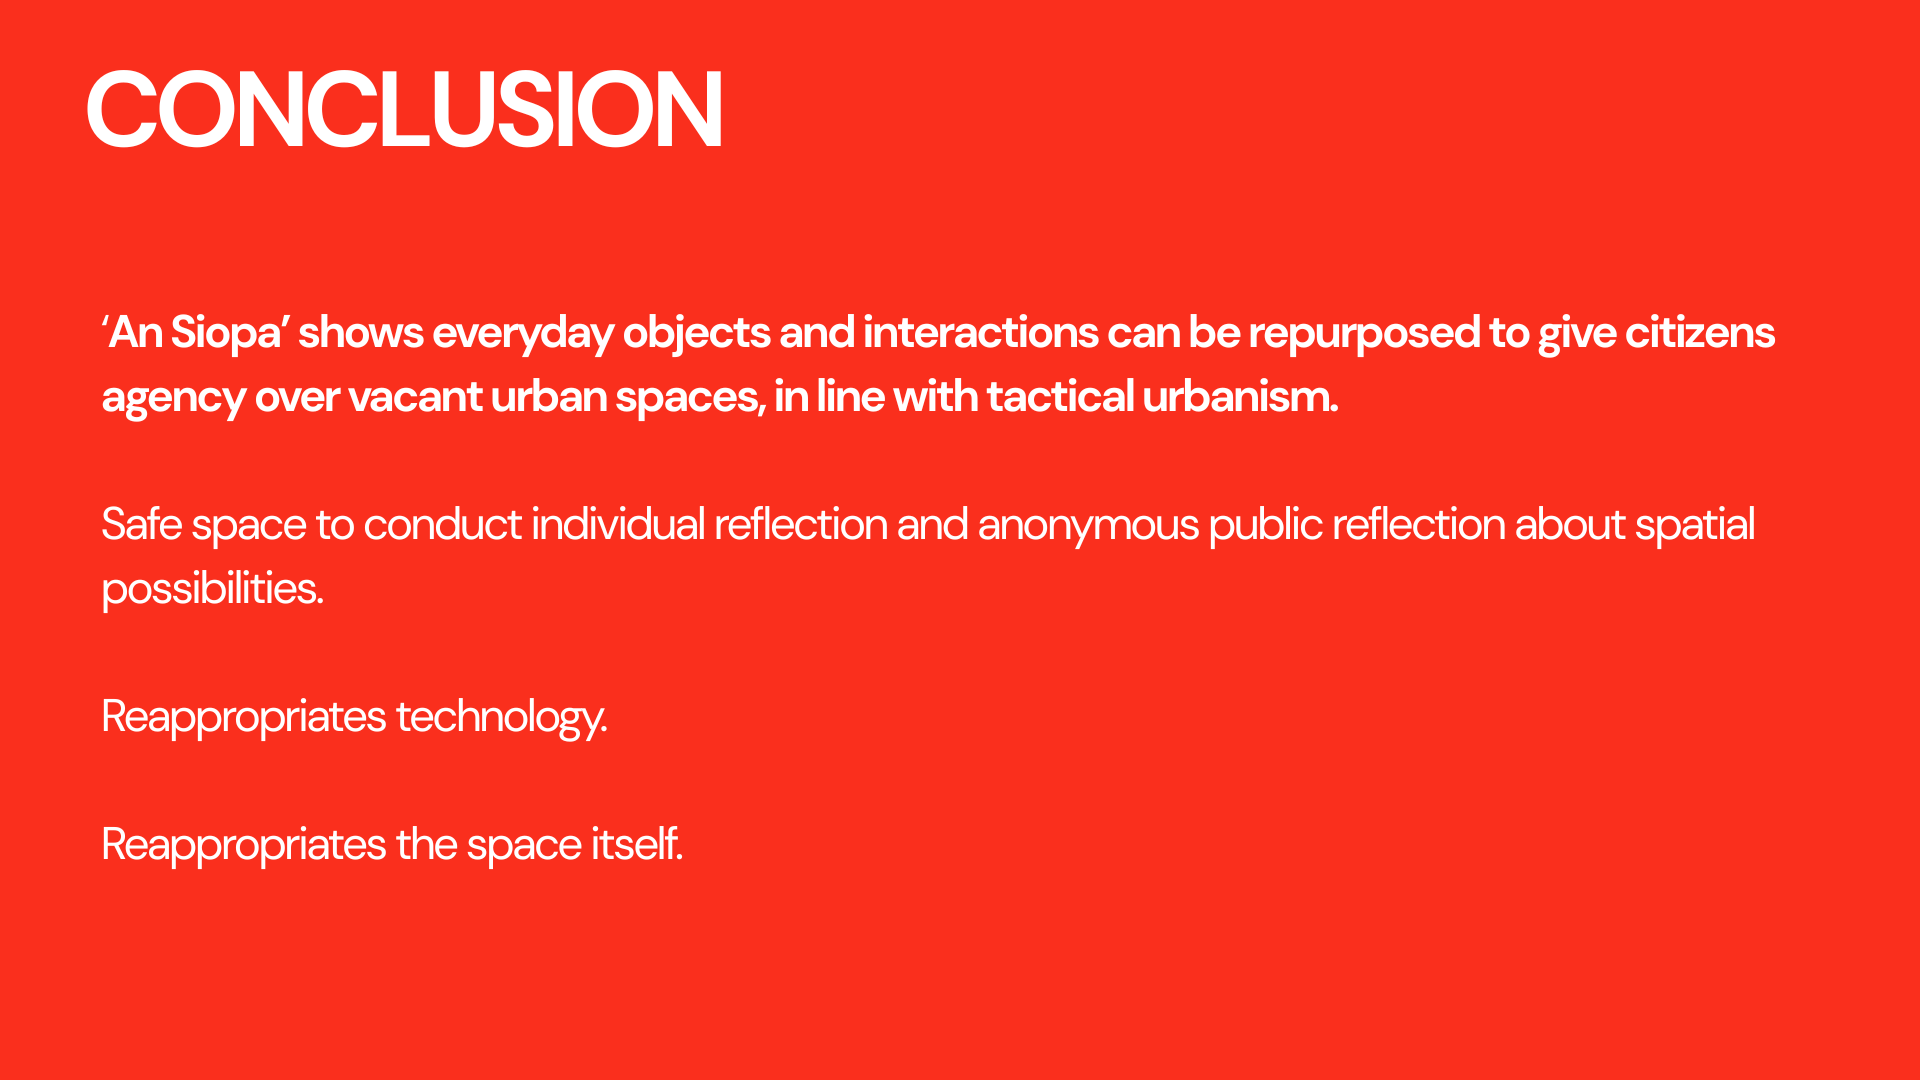 CONCLUSION
‘An Siopa’ shows everyday objects and interactions can be repurposed to give citizens
agency over vacant urban spaces, in line with tactical urbanism.
Safe space to conduct individual reflection and anonymous public reflection about spatial
possibilities.
Reappropriates technology.
Reappropriates the space itself.